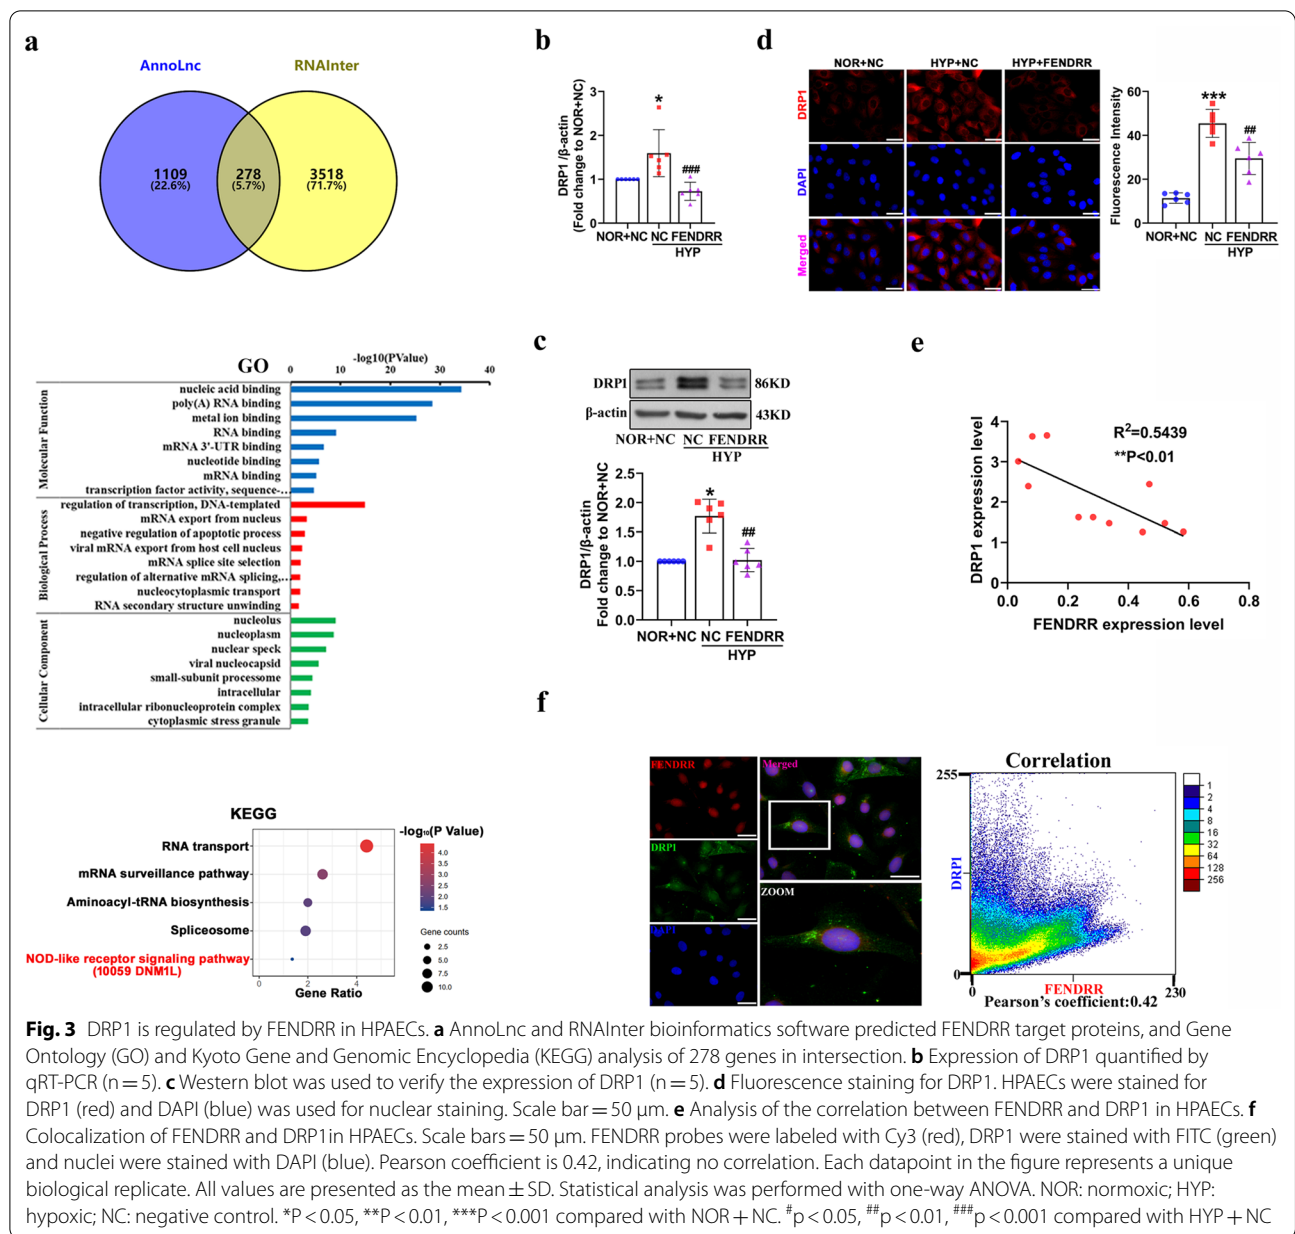 a
AnnoLnc
RNAInter
1109
(22.6%)
278
(5.7%)
3518
(71.7%)
GO
-log10(PValue)
0 10 20 30 40
Molecular Function
nucleic acid binding
poly(A) RNA binding
metal ion binding
RNA binding
mRNA 3'-UTR binding
nucleotide binding
mRNA binding
transcription factor activity, sequence-...
Biological Process
regulation of transcription, DNA-templated
mRNA export from nucleus
negative regulation of apoptotic process
viral mRNA export from host cell nucleus
mRNA splice site selection
regulation of alternative mRNA splicing,...
nucleocytoplasmic transport
RNA secondary structure unwinding
Cellular Component
nucleolus
nucleoplasm
nuclear speck
viral nucleocapsid
small-subunit processome
intracellular
intracellular ribonucleoprotein complex
cytoplasmic stress granule
KEGG
RNA transport
mRNA surveillance pathway
Aminoacyl-tRNA biosynthesis
Spliceosome
NOD-like receptor signaling pathway
(10059 DNM1L)
0 2 4
Gene Ratio
-log₁₀(P Value)
4.0
3.5
3.0
2.5
2.0
1.5
Gene counts
2.5
5.0
7.5
10.0
b
DRP1 /β-actin
(Fold change to NOR+NC)
3
2
1
0
*
###
NOR+NC NC FENDRR
HYP
c
DRP1
86KD
β-actin
43KD
NOR+NC NC FENDRR
HYP
DRP1/β-actin
Fold change to NOR+NC
2.5
2.0
1.5
1.0
0.5
0.0
*
##
NOR+NC NC FENDRR
HYP
d
NOR+NC HYP+NC HYP+FENDRR
DRP1
DAPI
Merged
Fluorescence Intensity
60
40
20
0
***
##
NOR+NC NC FENDRR
HYP
e
DRP1 expression level
4
3
2
1
0
R²=0.5439
**P<0.01
0.0 0.2 0.4 0.6 0.8
FENDRR expression level
f
FENDRR
DRP1
DAPI
Merged
ZOOM
Correlation
255
DRP1
0
0 FENDRR 230
Pearson's coefficient:0.42
1
2
4
8
16
32
64
128
256
Fig. 3 DRP1 is regulated by FENDRR in HPAECs. a AnnoLnc and RNAInter bioinformatics software predicted FENDRR target proteins, and Gene
Ontology (GO) and Kyoto Gene and Genomic Encyclopedia (KEGG) analysis of 278 genes in intersection. b Expression of DRP1 quantified by
qRT-PCR (n = 5). c Western blot was used to verify the expression of DRP1 (n = 5). d Fluorescence staining for DRP1. HPAECs were stained for
DRP1 (red) and DAPI (blue) was used for nuclear staining. Scale bar = 50 μm. e Analysis of the correlation between FENDRR and DRP1 in HPAECs. f
Colocalization of FENDRR and DRP1in HPAECs. Scale bars = 50 μm. FENDRR probes were labeled with Cy3 (red), DRP1 were stained with FITC (green)
and nuclei were stained with DAPI (blue). Pearson coefficient is 0.42, indicating no correlation. Each datapoint in the figure represents a unique
biological replicate. All values are presented as the mean ± SD. Statistical analysis was performed with one-way ANOVA. NOR: normoxic; HYP:
hypoxic; NC: negative control. *P < 0.05, **P < 0.01, ***P < 0.001 compared with NOR + NC. #p < 0.05, ##p < 0.01, ###p < 0.001 compared with HYP + NC